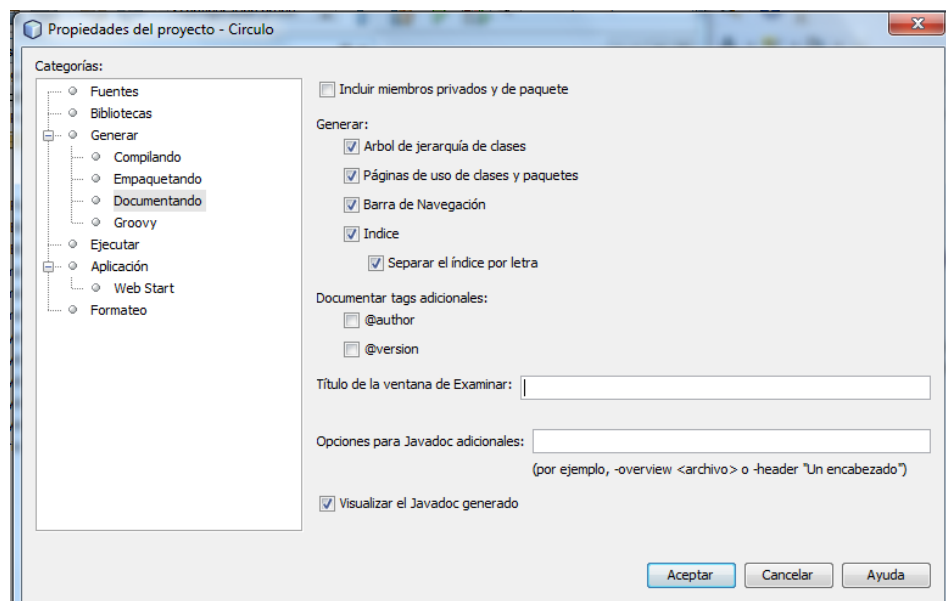 Propiedades del proyecto - Circulo
Categorías:
Fuentes
Bibliotecas
Generar
Compilando
Empaquetando
Documentando
Groovy
Ejecutar
Aplicación
Web Start
Formateo
Incluir miembros privados y de paquete
Generar:
Arbol de jerarquía de clases
Páginas de uso de clases y paquetes
Barra de Navegación
Indice
Separar el índice por letra
Documentar tags adicionales:
@author
@version
Título de la ventana de Examinar:
Opciones para Javadoc adicionales:
(por ejemplo, -overview <archivo> o -header "Un encabezado")
Visualizar el Javadoc generado
Aceptar Cancelar Ayuda